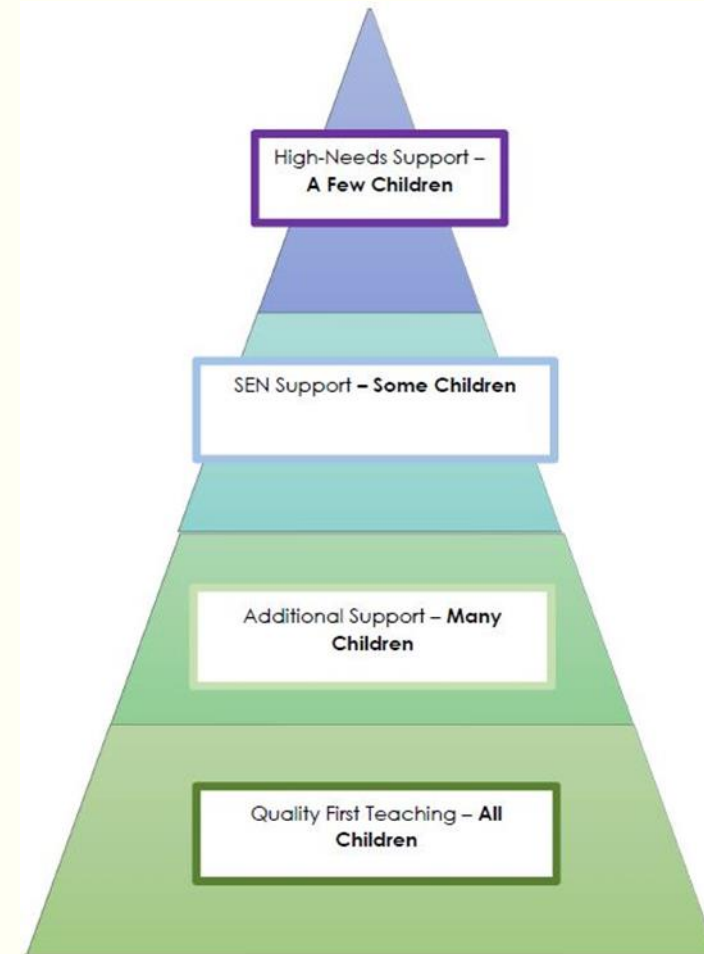 High-Needs Support –
A Few Children
SEN Support – Some Children
Additional Support – Many
Children
Quality First Teaching – All
Children